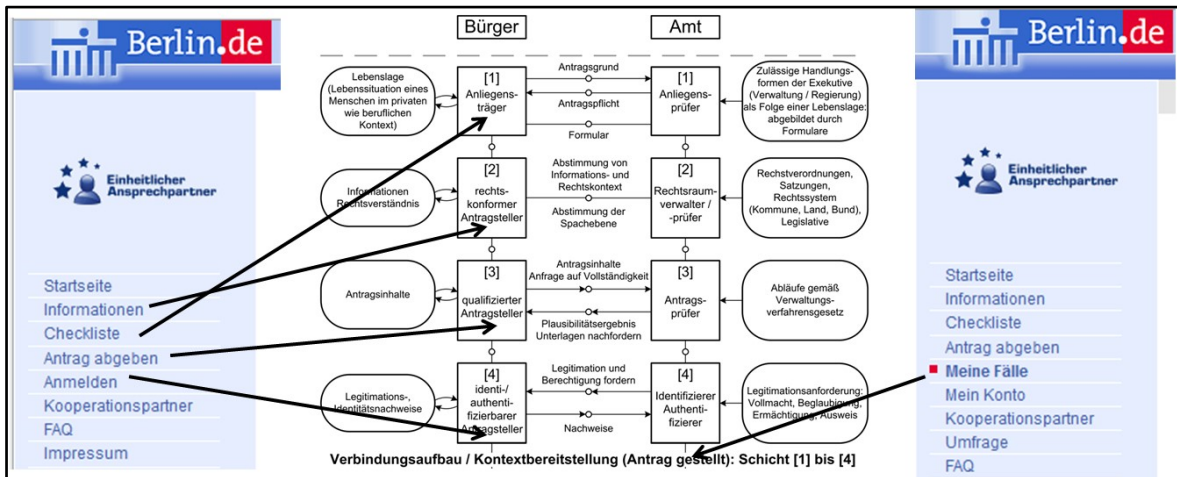 Berlin.de
Einheitlicher
Ansprechpartner
Startseite
Informationen
Checkliste
Antrag abgeben
Anmelden
Kooperationspartner
FAQ
Impressum
Bürger
Amt
Lebenslage
(Lebenssituation eines
Menschen im privaten
wie beruflichen
Kontext)
[1]
Anliegens-
träger
Antragsgrund
Antragspflicht
Formular
[1]
Anliegens-
prüfer
Zulässige Handlungs-
formen der Exekutive
(Verwaltung / Regierung)
als Folge einer Lebenslage:
abgebildet durch
Formulare
Informationen
Rechtsverständnis
[2]
rechts-
konformer
Antragsteller
Abstimmung von
Informations- und
Rechtskontext
Abstimmung der
Spachebene
[2]
Rechtsraum-
verwalter /
-prüfer
Rechstverordnungen,
Satzungen,
Rechtssystem
(Kommune, Land, Bund),
Legislative
Antragsinhalte
[3]
qualifizierter
Antragsteller
Antragsinhalte
Anfrage auf Vollständigkeit
Plausibilitätsergebnis
Unterlagen nachfordern
[3]
Antrags-
prüfer
Abläufe gemäß
Verwaltungs-
verfahrensgesetz
Legitimations-,
Identitätsnachweise
[4]
identi-/
authenti-
fizierbarer
Antragsteller
Legitimation und
Berechtigung fordern
Nachweise
[4]
Identifizierer
Authenti-
fizierer
Legitimationsanforderung:
Vollmacht, Beglaubigung,
Ermächtigung, Ausweis
Verbindungsaufbau / Kontextbereitstellung (Antrag gestellt): Schicht [1] bis [4]
Berlin.de
Einheitlicher
Ansprechpartner
Startseite
Informationen
Checkliste
Antrag abgeben
Meine Fälle
Mein Konto
Kooperationspartner
Umfrage
FAQ